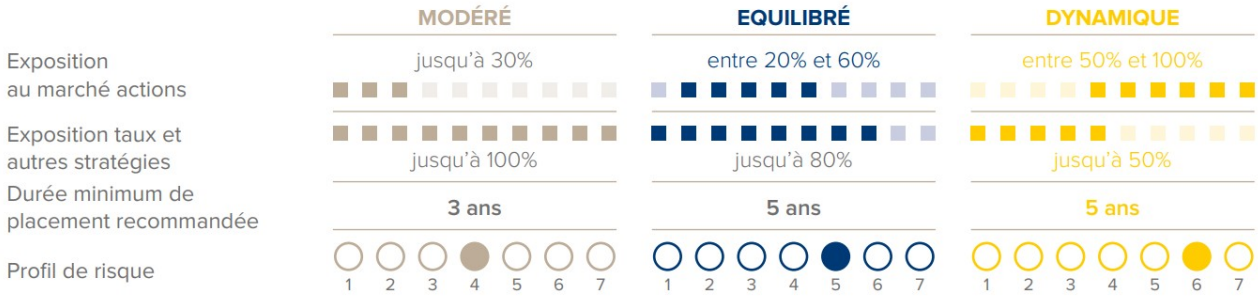 MODÉRÉ EQUILIBRÉ DYNAMIQUE
Exposition
au marché actions
jusqu'à 30% entre 20% et 60% entre 50% et 100%
Exposition taux et
autres stratégies
jusqu'à 100% jusqu'à 80% jusqu'à 50%
Durée minimum de
placement recommandée
3 ans 5 ans 5 ans
Profil de risque
1 2 3 4 5 6 7 1 2 3 4 5 6 7 1 2 3 4 5 6 7